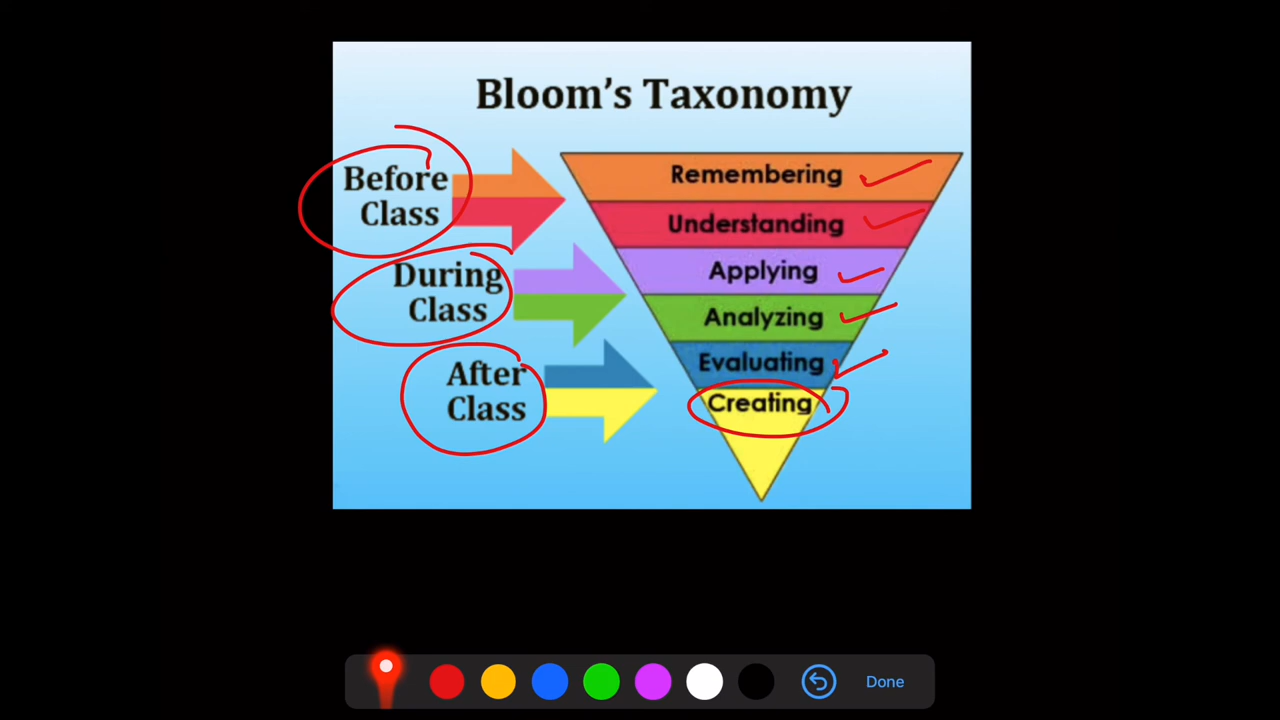 Bloom's Taxonomy
Before
Class
Remembering
Understanding
During
Class
Applying
Analyzing
After
Class
Evaluating
Creating
Done